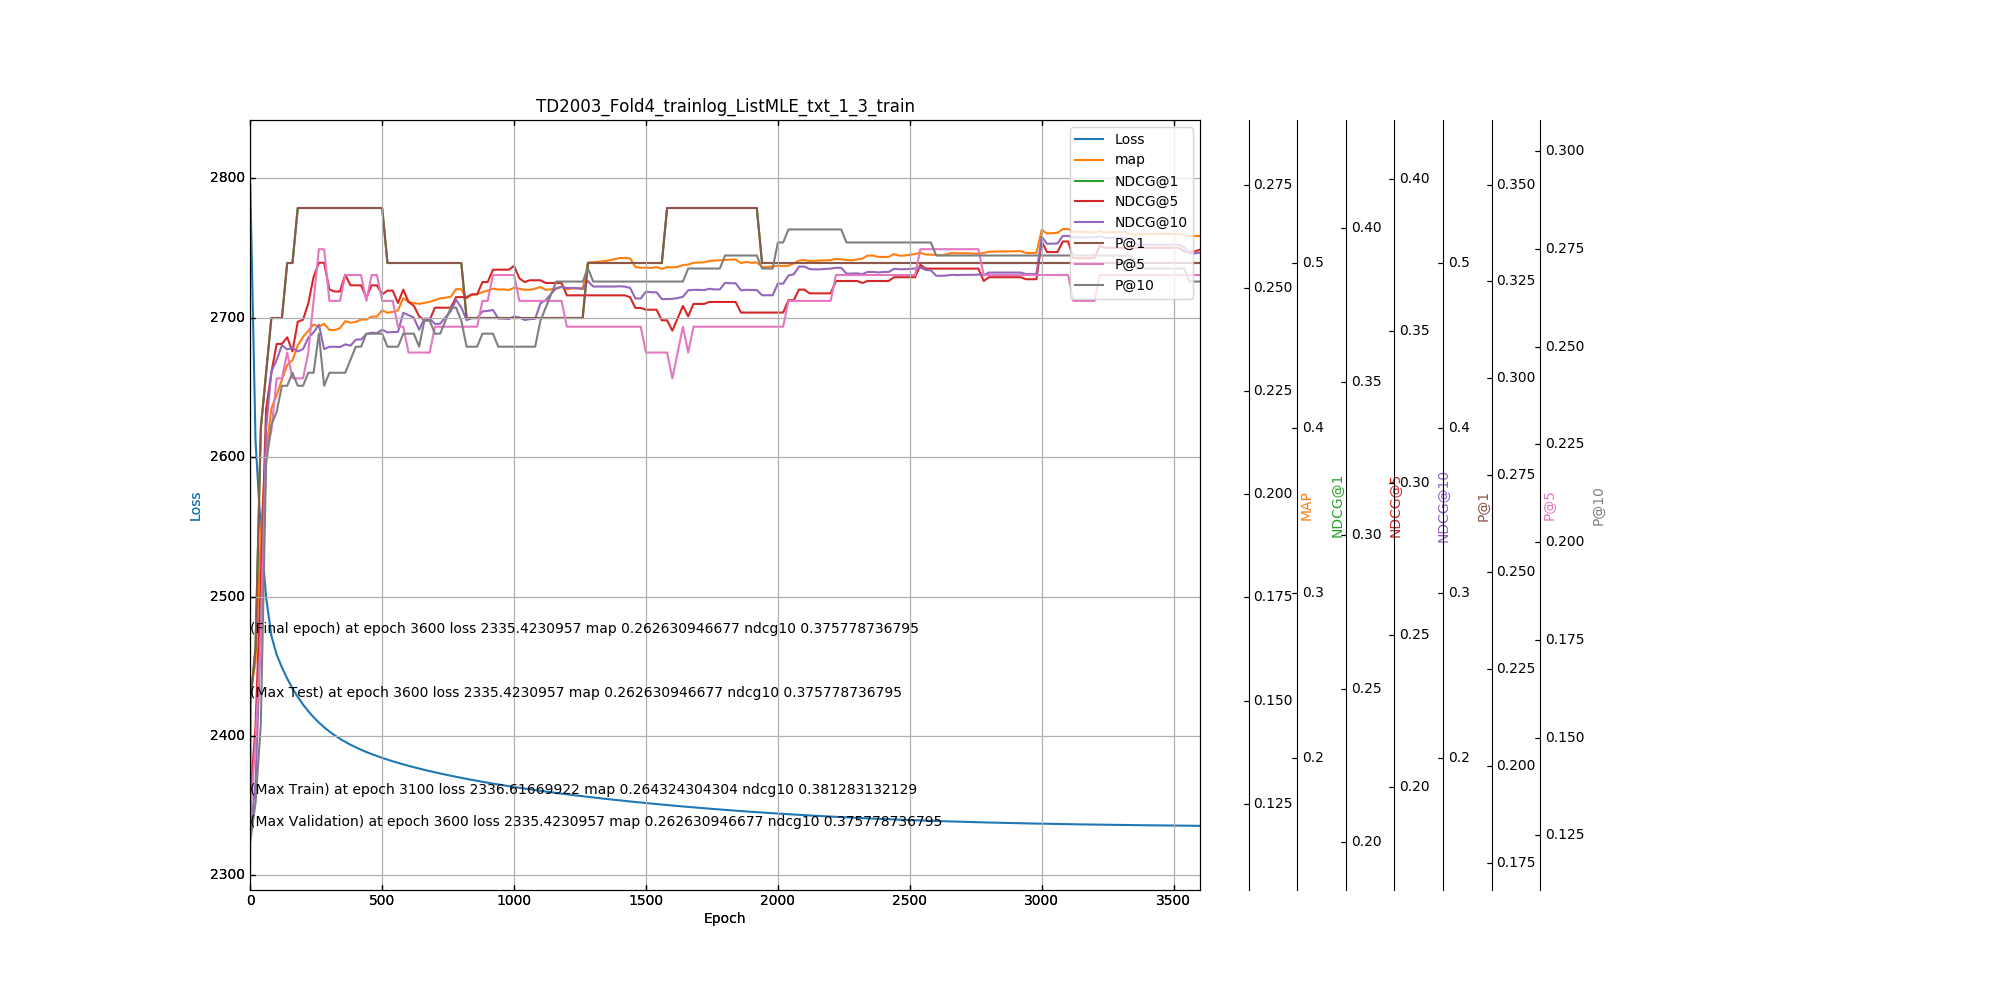 TD2003_Fold4_trainlog_ListMLE_txt_1_3_train
Loss
map
NDCG@1
NDCG@5
NDCG@10
P@1
P@5
P@10
2800
2700
2600
2500
2400
2300
Loss
(Final epoch) at epoch 3600 loss 2335.4230957 map 0.262630946677 ndcg10 0.375778736795
(Max Test) at epoch 3600 loss 2335.4230957 map 0.262630946677 ndcg10 0.375778736795
(Max Train) at epoch 3100 loss 2336.61669922 map 0.264324304304 ndcg10 0.381283132129
(Max Validation) at epoch 3600 loss 2335.4230957 map 0.262630946677 ndcg10 0.375778736795
0 500 1000 1500 2000 2500 3000 3500
Epoch
0.275
0.250
0.225
0.200
0.175
0.150
0.125
MAP
0.5
0.4
0.3
0.2
NDCG@1
0.40
0.35
0.30
0.25
0.20
NDCG@5
0.40
0.35
0.30
0.25
0.20
NDCG@10
0.5
0.4
0.3
0.2
P@1
0.350
0.325
0.300
0.275
0.250
0.225
0.200
0.175
P@5
0.300
0.275
0.250
0.225
0.200
0.175
0.150
0.125
P@10